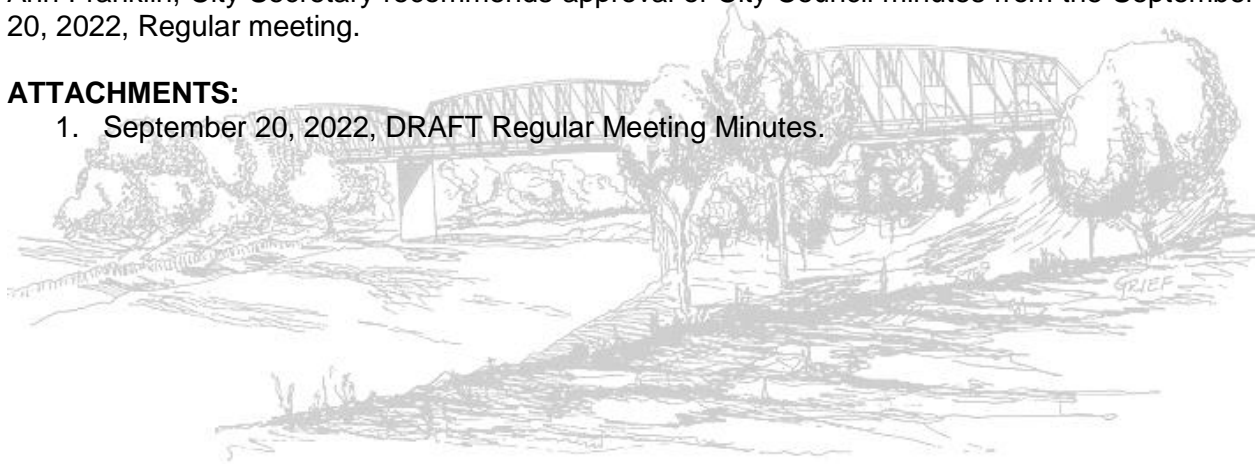 Ann Franklin, City Secretary recommends approval of City Council minutes from the September
20, 2022, Regular meeting.
ATTACHMENTS:
1. September 20, 2022, DRAFT Regular Meeting Minutes.
GRIEF